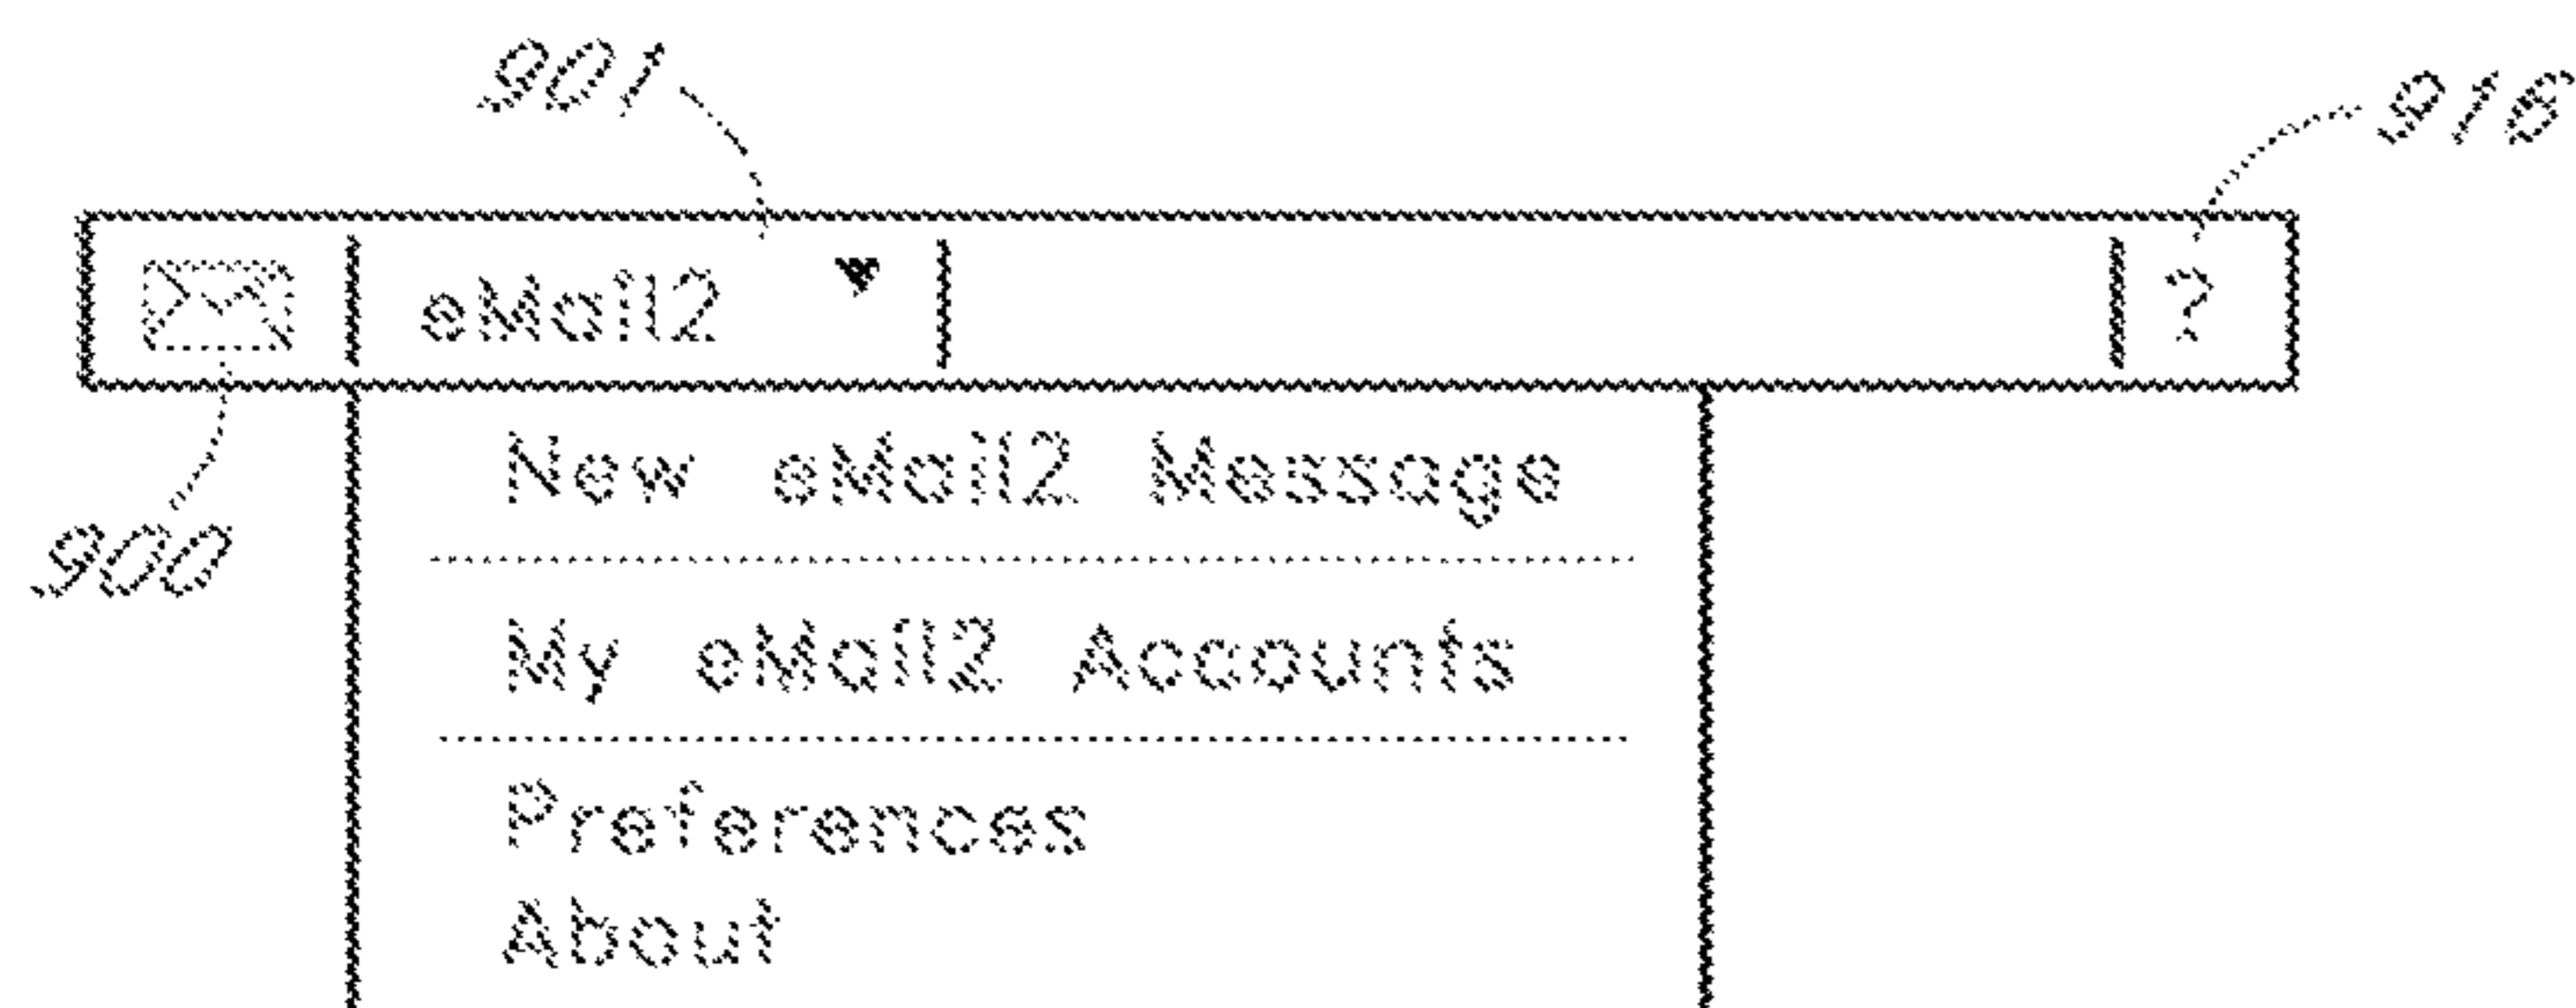 901
916
eMail2 ?
New eMail2 Message
900
My eMail2 Accounts
Preferences
About